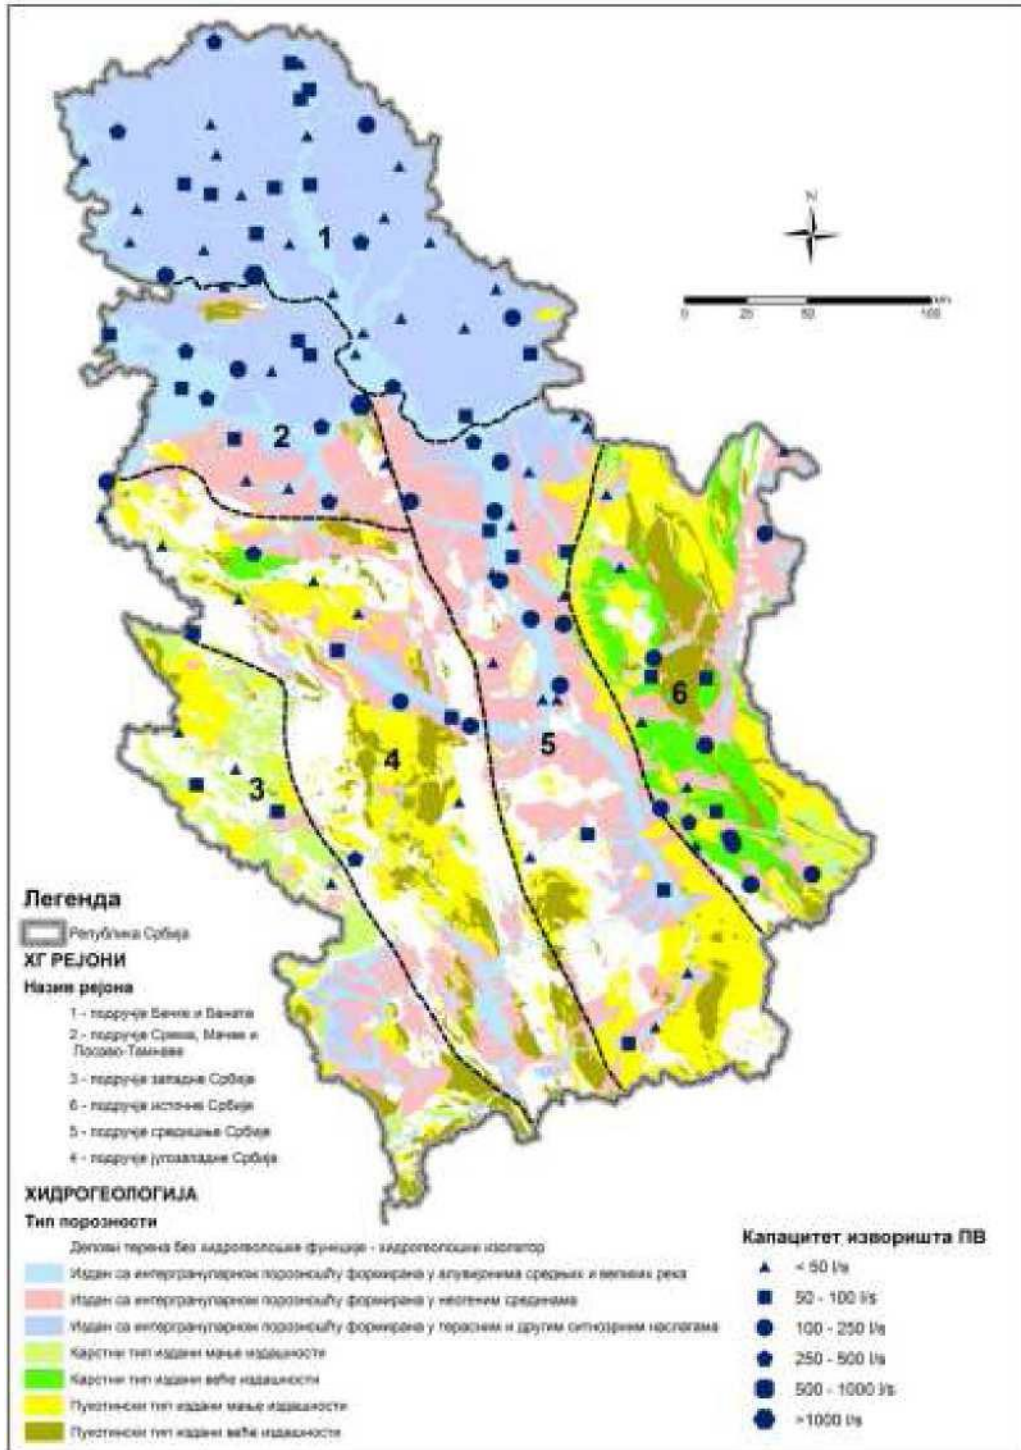 N
km
0 25 50 100
1
2
3
4
5
6
Легенда
Република Србија
ХГ РЕЈОНИ
Назив рејона
1 - подручје Бачке и Баната
2 - подручје Срема, Мачве и
Посаво-Тамнаве
3 - подручје западне Србије
6 - подручје источне Србије
5 - подручје средишње Србије
4 - подручје југозападне Србије
ХИДРОГЕОЛОГИЈА
Тип порозности
Делови терена без хидрогеолошке функције - хидрогеолошки изолатор
Издан са интергрануларном порозношћу формирана у алувијонима средњих и великих река
Издан са интергрануларном порозношћу формирана у неогеним срединама
Издан са интергрануларном порозношћу формирана у терасним и другим ситнозрним наслагама
Карстни тип издани мање издашности
Карстни тип издани веће издашности
Пукотински тип издани мање издашности
Пукотински тип издани веће издашности
Капацитет изворишта ПВ
< 50 l/s
50 - 100 l/s
100 - 250 l/s
250 - 500 l/s
500 - 1000 l/s
>1000 l/s